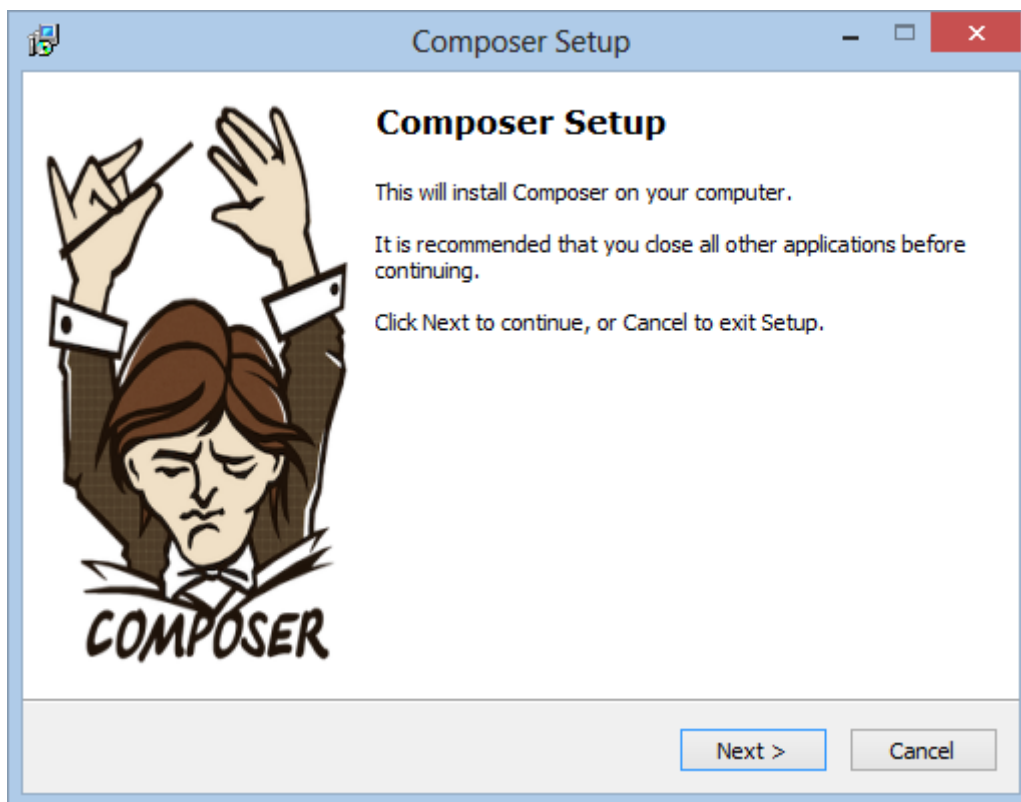 Composer Setup
Composer Setup
This will install Composer on your computer.
It is recommended that you close all other applications before
continuing.
Click Next to continue, or Cancel to exit Setup.
COMPOSER
Next >
Cancel